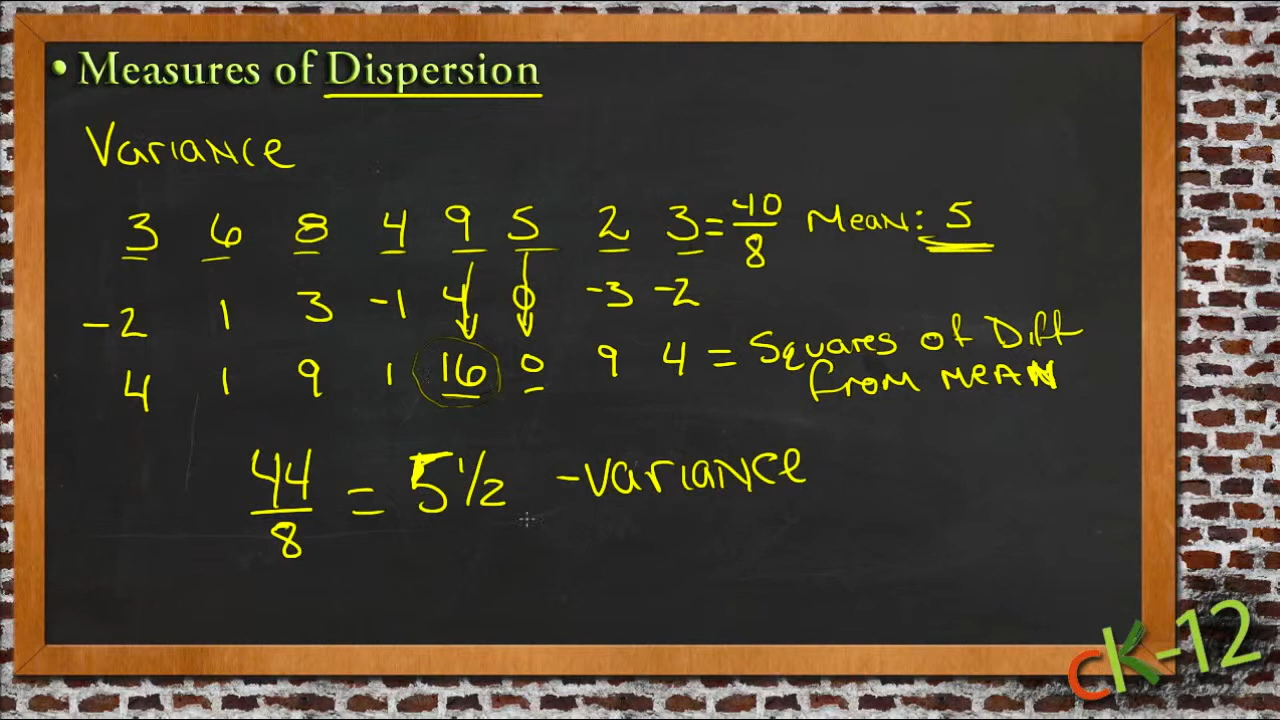 • Measures of Dispersion
Variance
3 6 8 4 9 5 2 3 = 40/8 Mean: 5
-2 1 3 -1 4 0 -3 -2
4 1 9 1 16 0 9 4 = Squares of Diff
from MEAN
44/8 = 5 1/2 -variance
CK-12